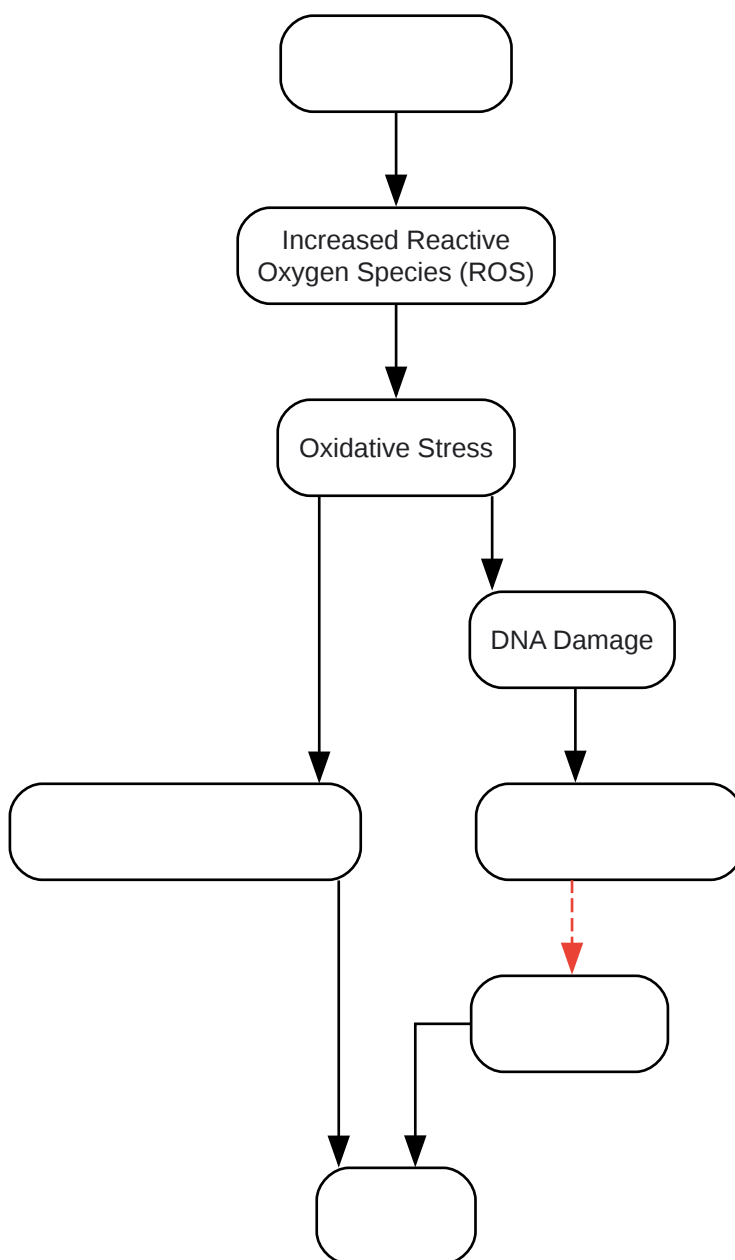 Increased Reactive
Oxygen Species (ROS)
Oxidative Stress
DNA Damage